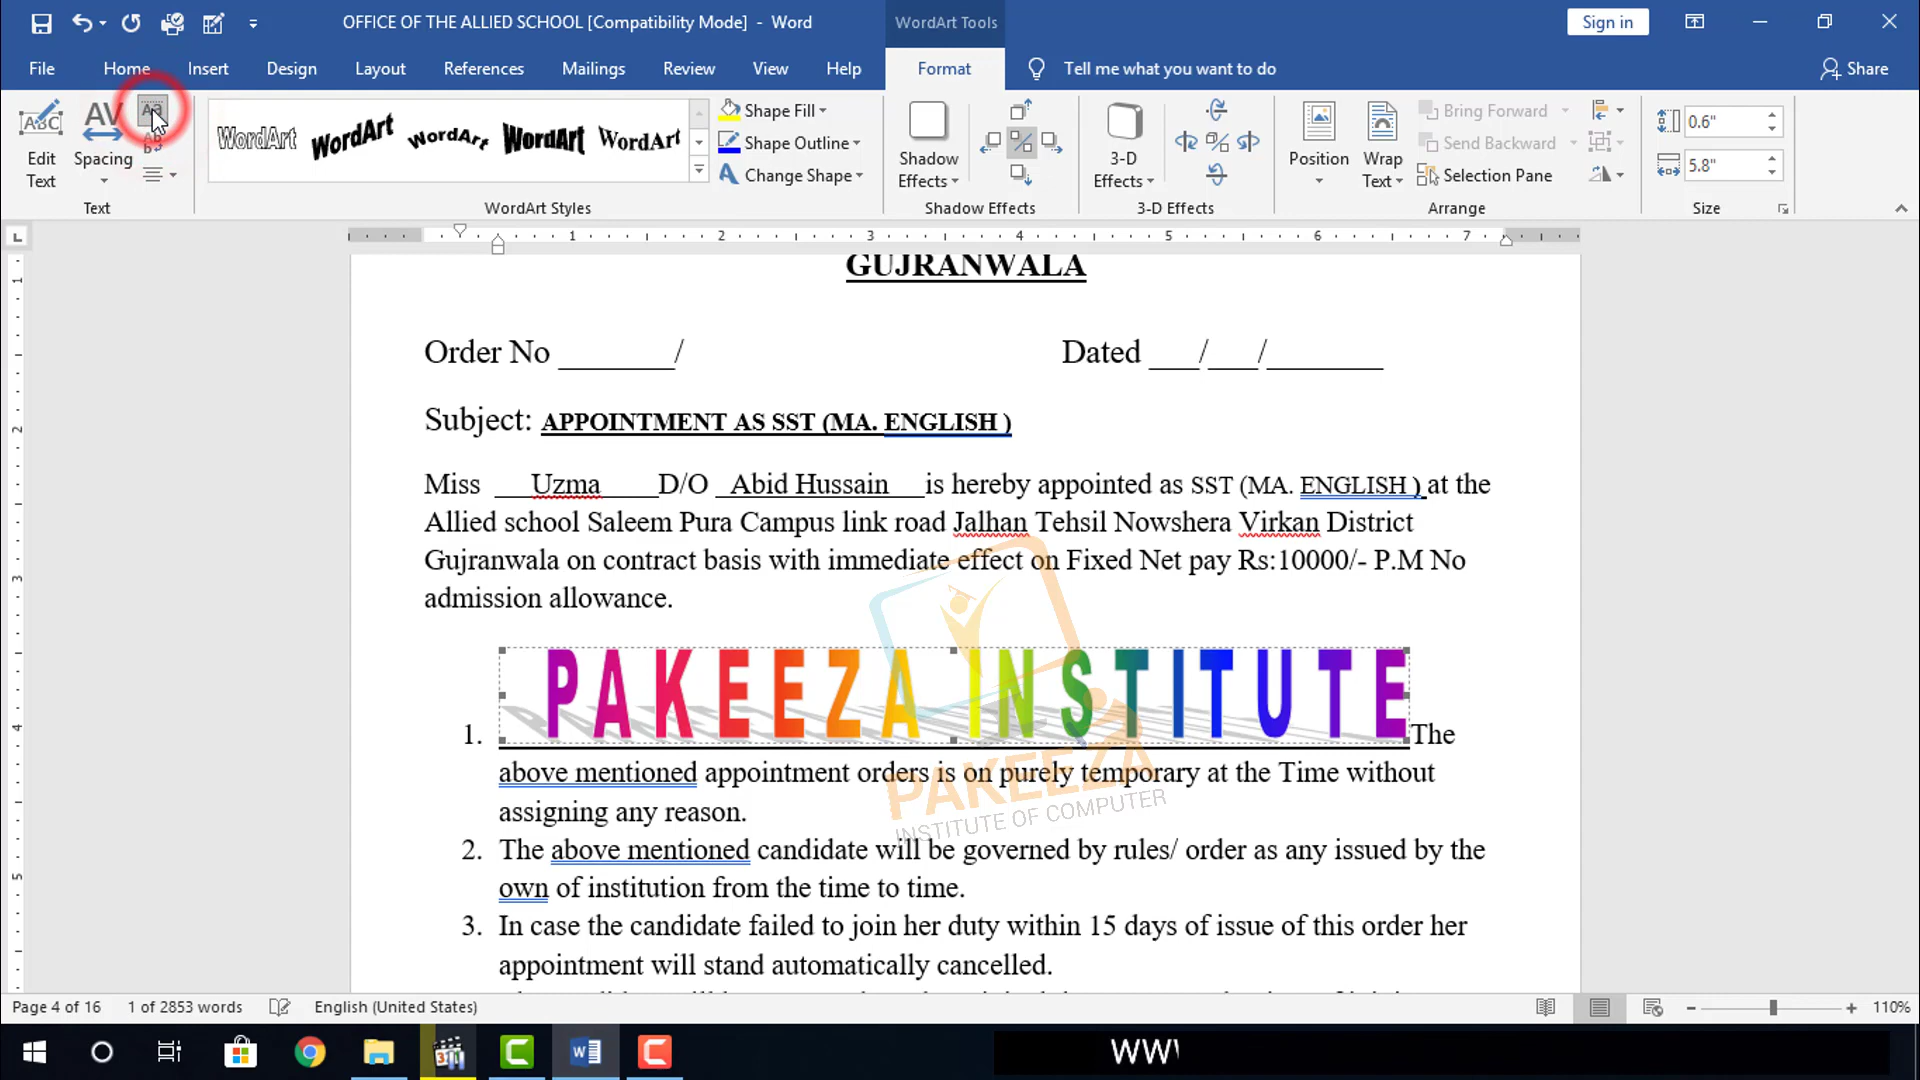 OFFICE OF THE ALLIED SCHOOL [Compatibility Mode] - Word
WordArt Tools
Sign in
File Home Insert Design Layout References Mailings Review View Help Format Tell me what you want to do Share
Edit Text
Spacing
Text
WordArt WordArt WordArt WordArt WordArt
WordArt Styles
Shape Fill
Shape Outline
Change Shape
Shadow Effects
Shadow Effects
3-D Effects
3-D Effects
Position
Wrap Text
Bring Forward
Send Backward
Selection Pane
Arrange
0.6"
5.8"
Size
1 2 3 4 5 6 7
GUJRANWALA
Order No _______/ Dated ___/___/_______
Subject: APPOINTMENT AS SST (MA. ENGLISH )
Miss Uzma D/O Abid Hussain is hereby appointed as SST (MA. ENGLISH ) at the
Allied school Saleem Pura Campus link road Jalhan Tehsil Nowshera Virkan District
Gujranwala on contract basis with immediate effect on Fixed Net pay Rs:10000/- P.M No
admission allowance.
1. PAKEEZA INSTITUTE The
above mentioned appointment orders is on purely temporary at the Time without
assigning any reason.
2. The above mentioned candidate will be governed by rules/ order as any issued by the
own of institution from the time to time.
3. In case the candidate failed to join her duty within 15 days of issue of this order her
appointment will stand automatically cancelled.
PAKEEZA
INSTITUTE OF COMPUTER
Page 4 of 16 1 of 2853 words English (United States) 110%
WW